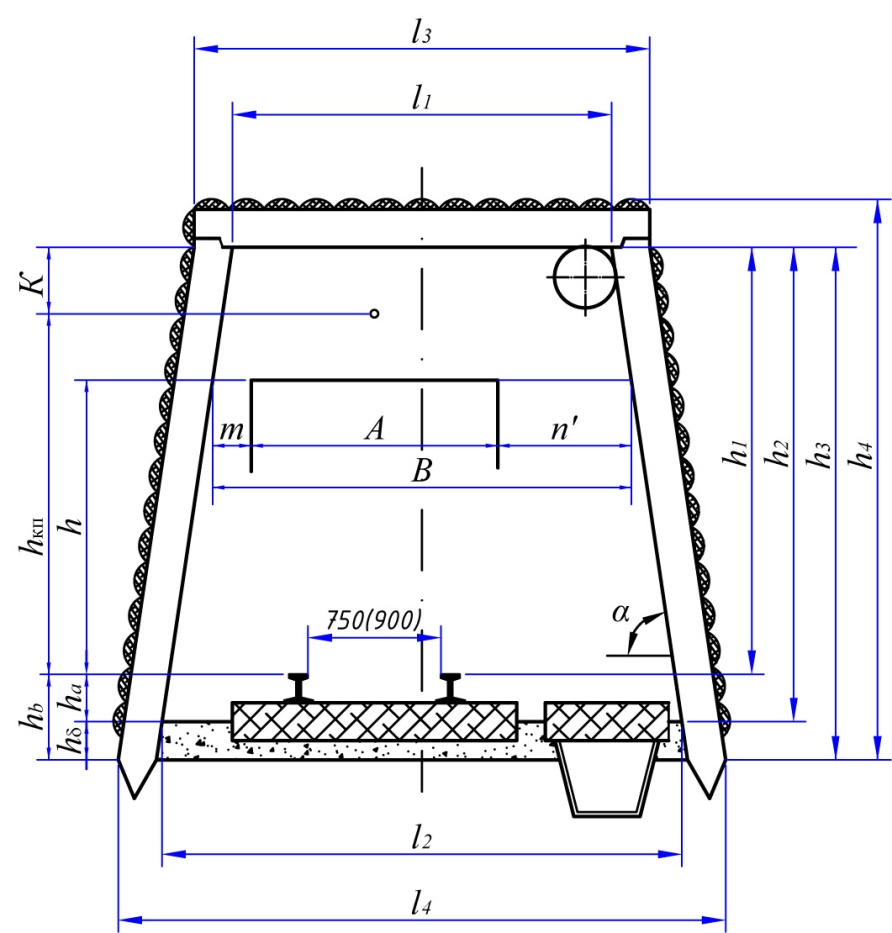 l₃
l₁
К
m A n′
B
h₁ h₂ h₃ h₄
hкп h
750(900)
α
hb ha
hδ
l₂
l₄